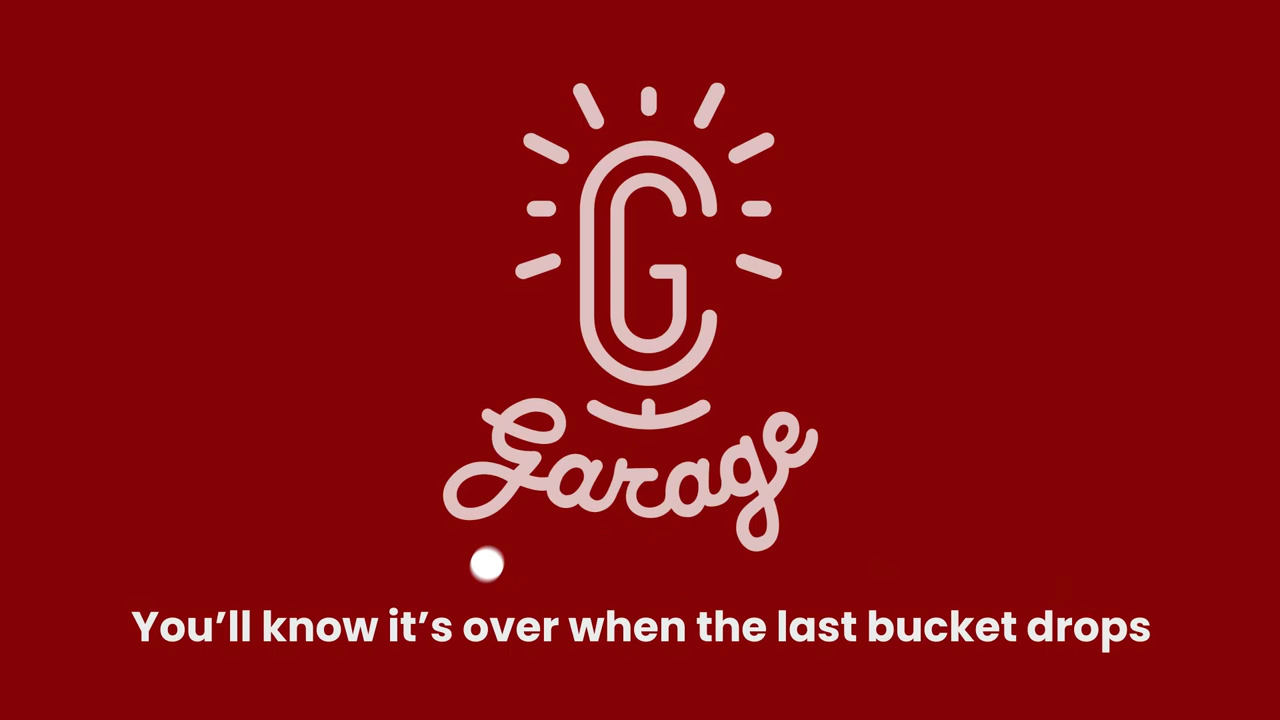 G
Garage
You’ll know it’s over when the last bucket drops